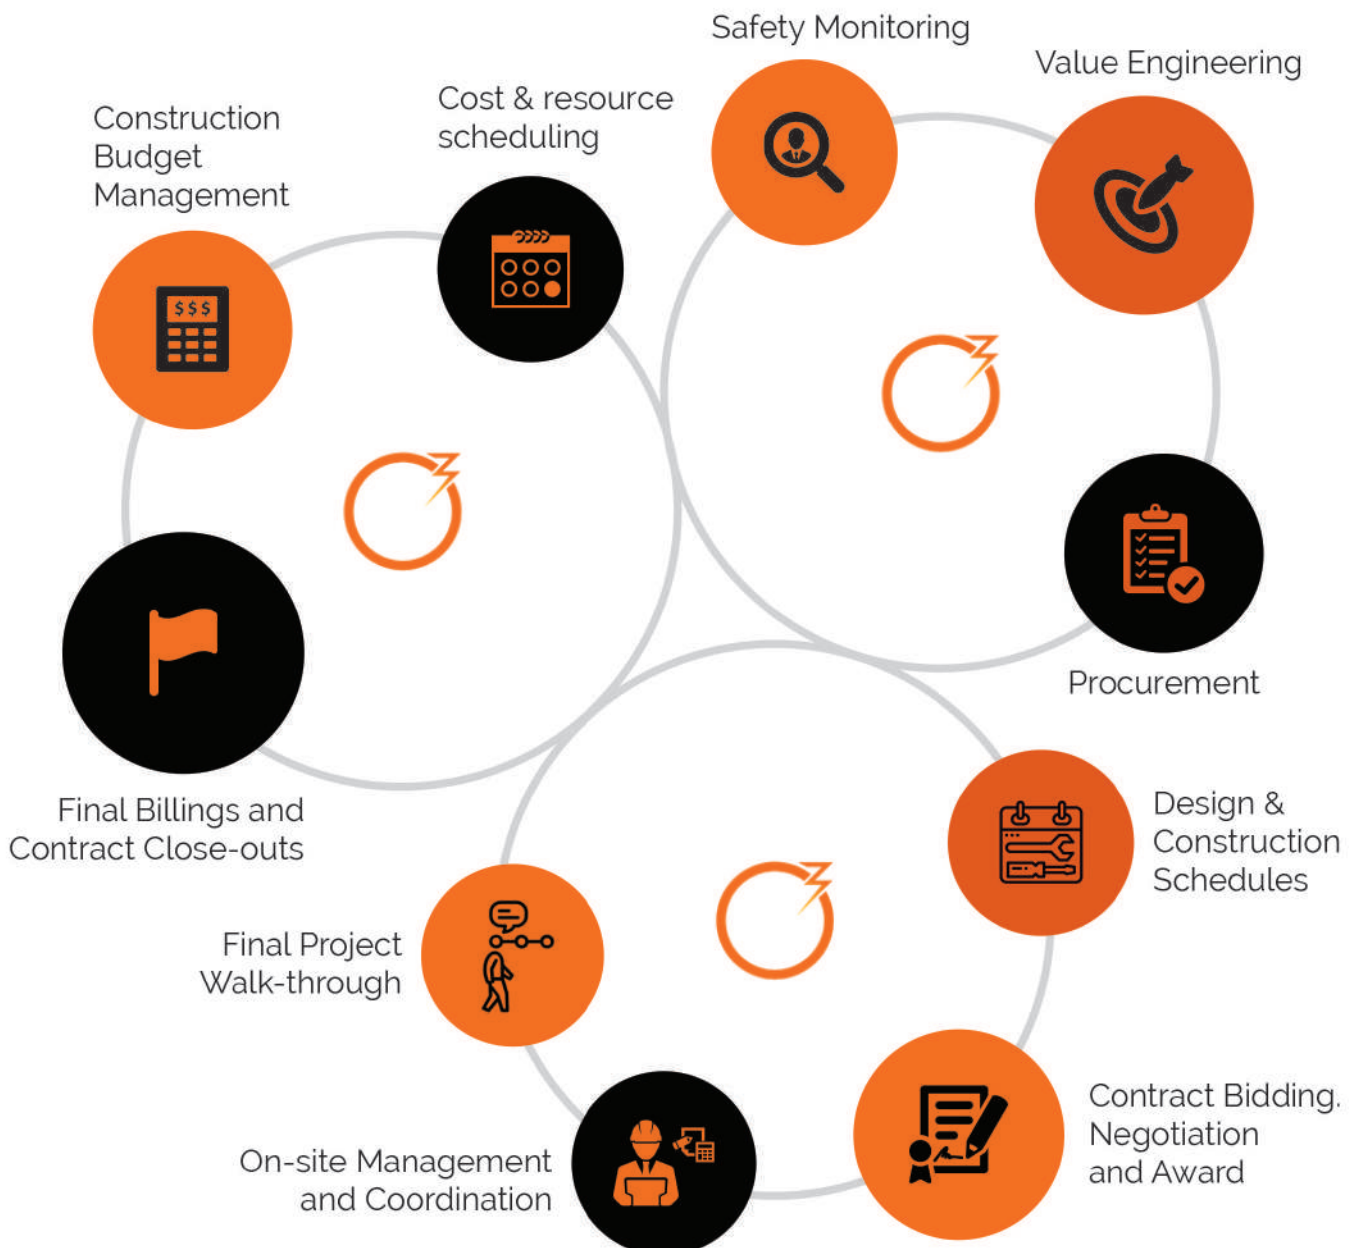 Safety Monitoring
Value Engineering
Cost & resource
scheduling
Construction
Budget
Management
$$$
Procurement
Final Billings and
Contract Close-outs
Design &
Construction
Schedules
Final Project
Walk-through
Contract Bidding.
Negotiation
and Award
On-site Management
and Coordination